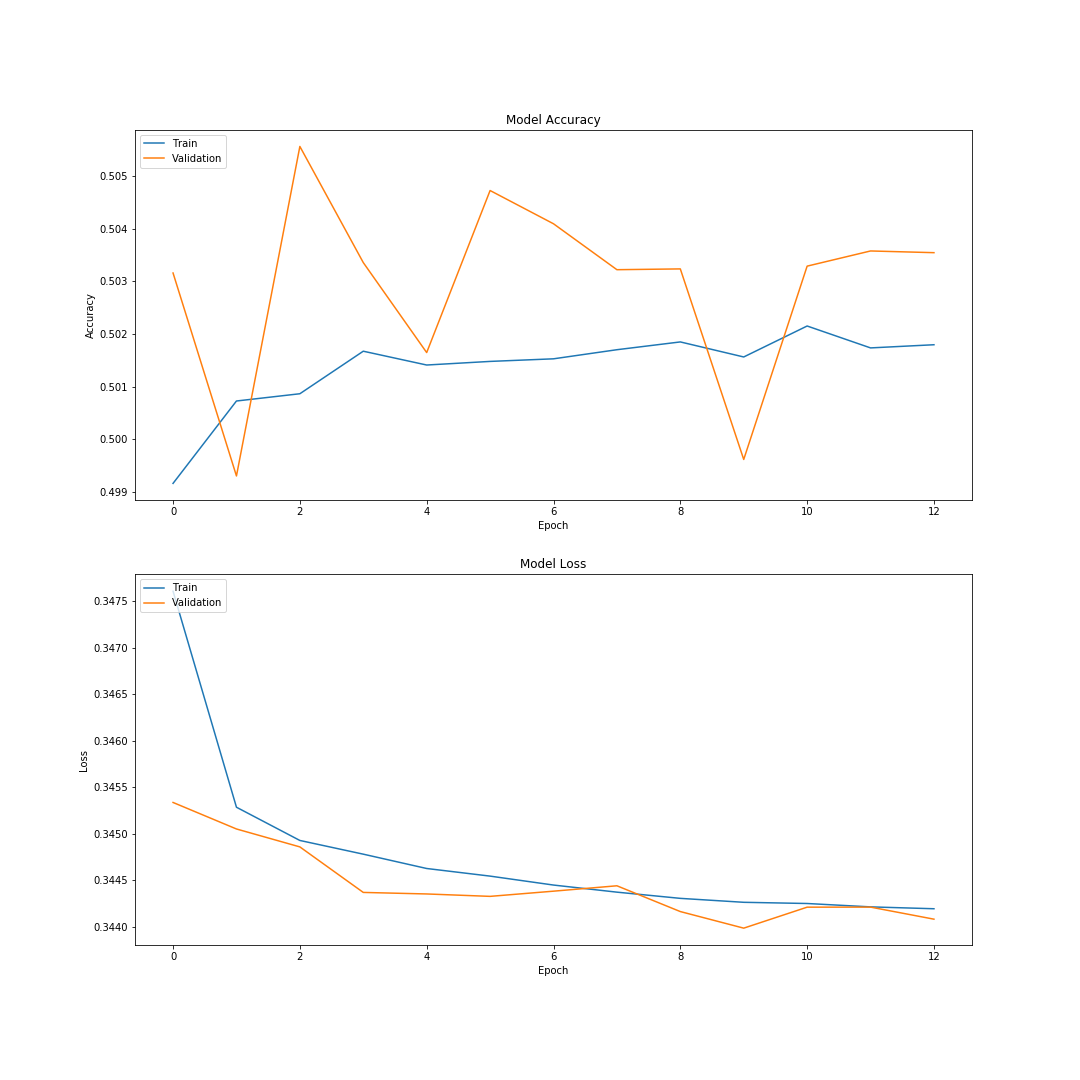 Model Accuracy
Train
Validation
0.505
0.504
0.503
0.502
0.501
0.500
0.499
Accuracy
0 2 4 6 8 10 12
Epoch
Model Loss
Train
Validation
0.3475
0.3470
0.3465
0.3460
0.3455
0.3450
0.3445
0.3440
Loss
0 2 4 6 8 10 12
Epoch